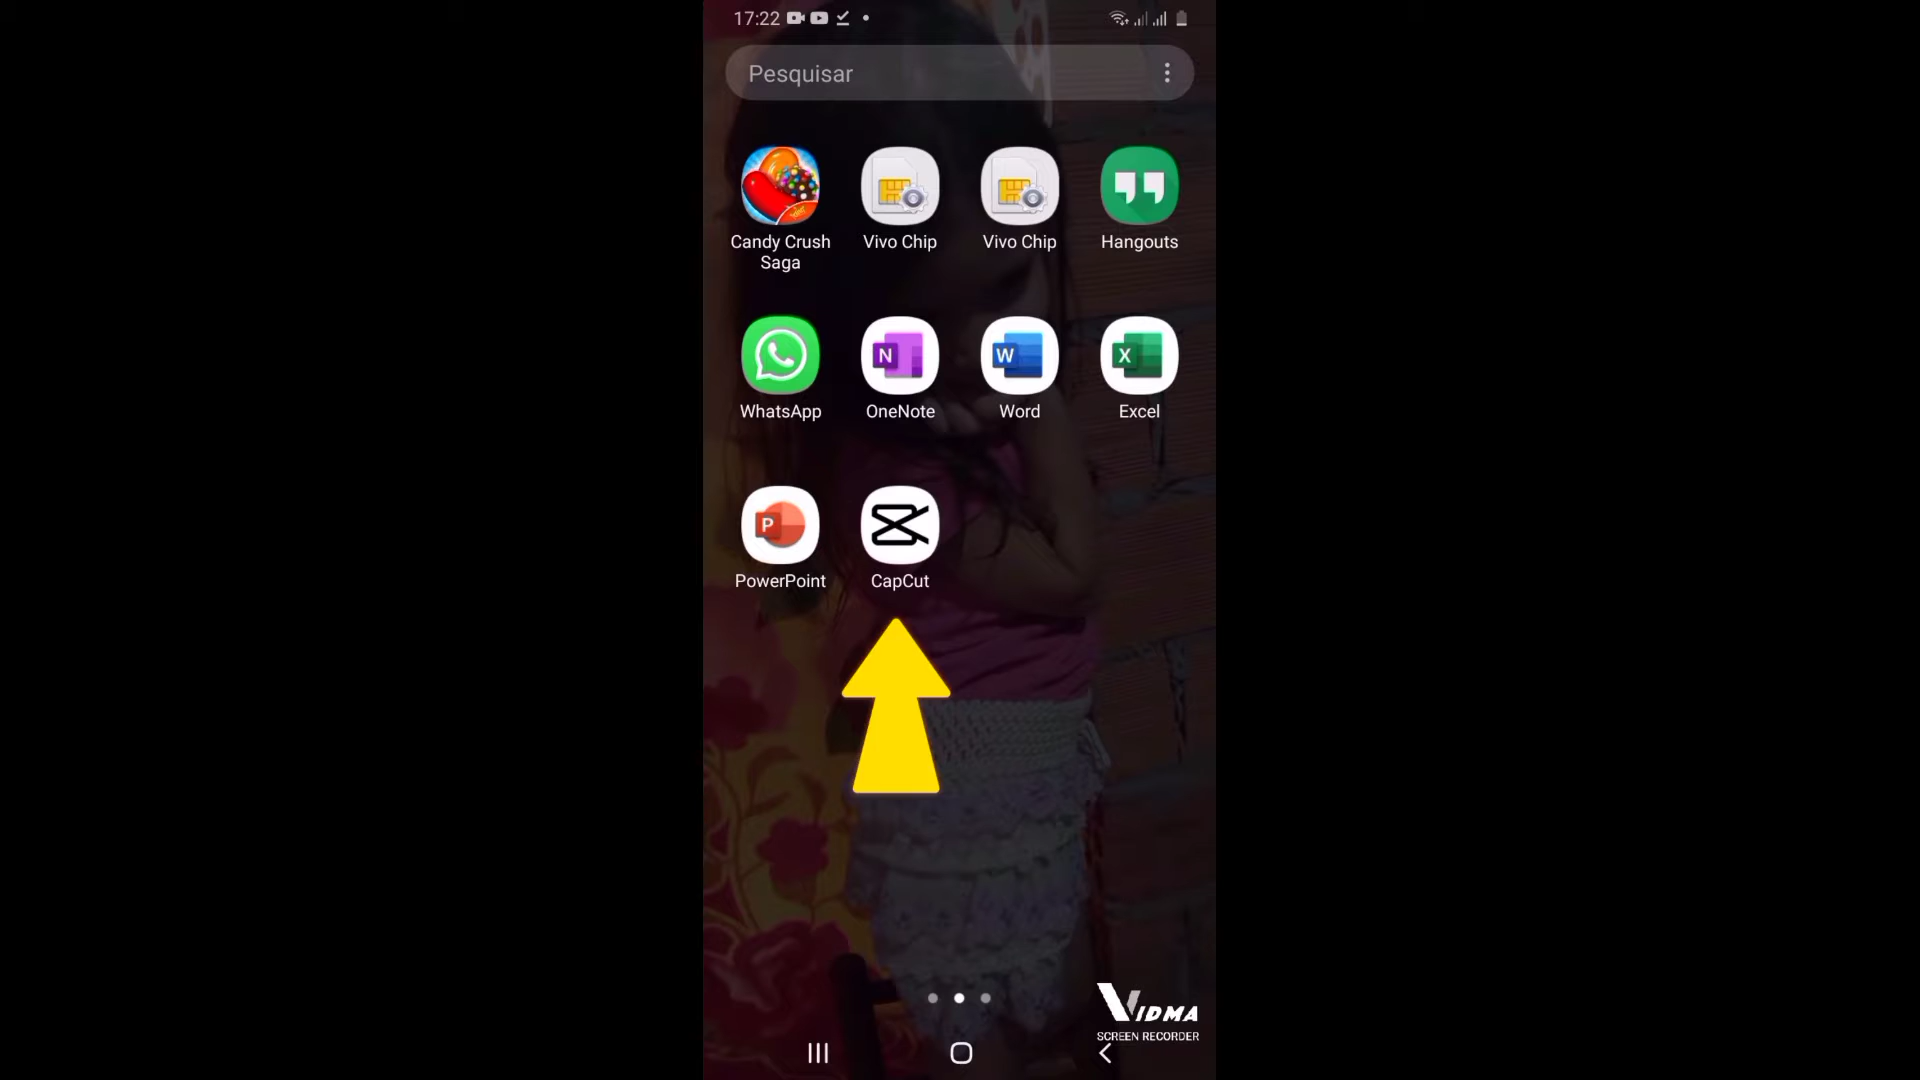 17:22
Pesquisar
Candy Crush Saga
Vivo Chip
Vivo Chip
Hangouts
WhatsApp
N
OneNote
W
Word
X
Excel
P
PowerPoint
CapCut
VIDMA
SCREEN RECORDER